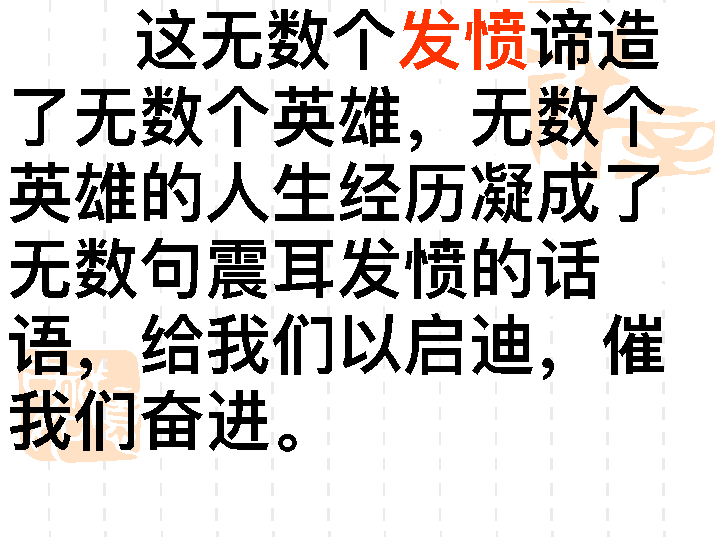 这无数个发愤谛造
了无数个英雄，无数个
英雄的人生经历凝成了
无数句震耳发愤的话
语，给我们以启迪，催
我们奋进。